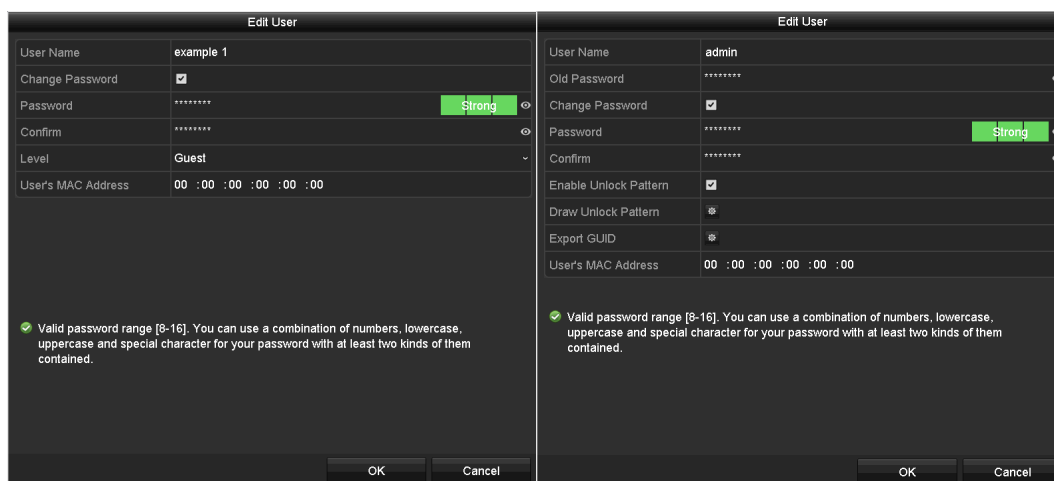 Edit User
User Name example 1
Change Password
Password ******** Strong
Confirm ********
Level Guest
User's MAC Address 00 :00 :00 :00 :00 :00
Valid password range [8-16]. You can use a combination of numbers, lowercase,
uppercase and special character for your password with at least two kinds of them
contained.
OK Cancel
Edit User
User Name admin
Old Password ********
Change Password
Password ******** Strong
Confirm ********
Enable Unlock Pattern
Draw Unlock Pattern
Export GUID
User's MAC Address 00 :00 :00 :00 :00 :00
Valid password range [8-16]. You can use a combination of numbers, lowercase,
uppercase and special character for your password with at least two kinds of them
contained.
OK Cancel